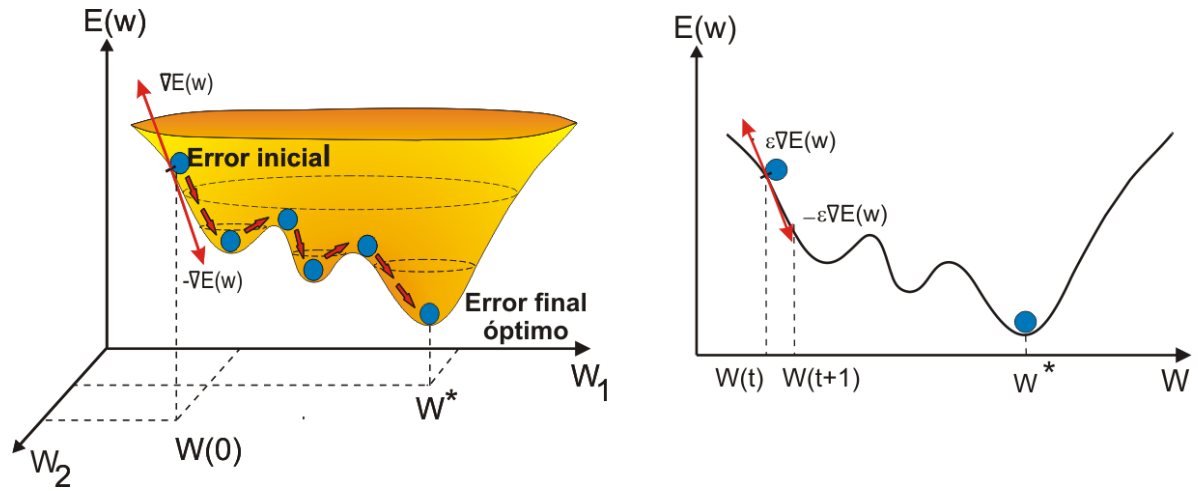 E(w)
∇E(w)
Error inicial
-∇E(w)
Error final
óptimo
W₁
W*
W(0)
W₂
E(w)
ε∇E(w)
−ε∇E(w)
W(t)
W(t+1)
W*
W